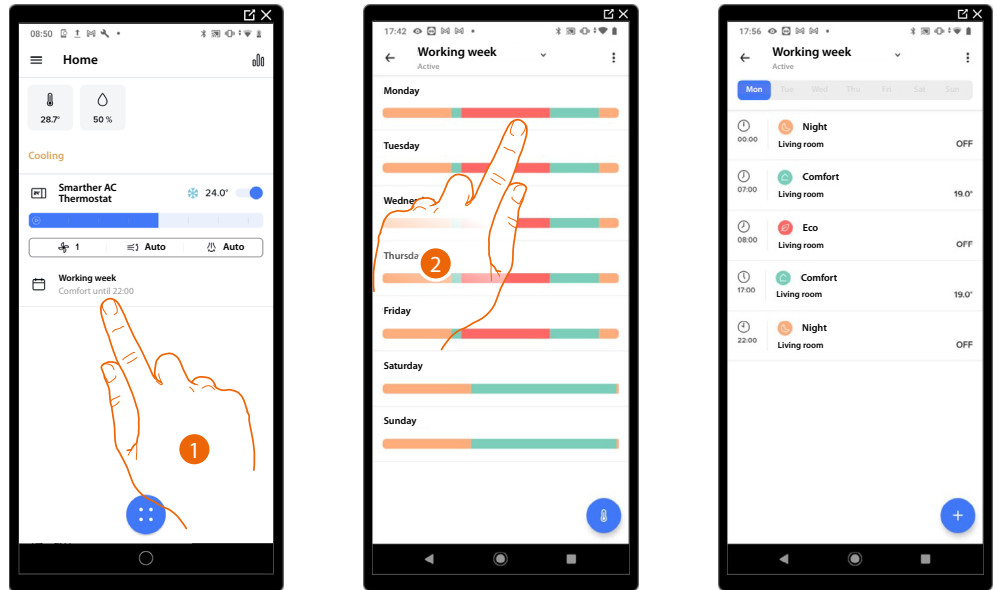 08:50
Home
28.7°
50 %
Cooling
Smarther AC
Thermostat
24.0°
1
Auto
Auto
Working week
Comfort until 22:00
1
17:42
Working week
Active
Monday
Tuesday
Wednes
Thursda
Friday
Saturday
Sunday
2
17:56
Working week
Active
Mon Tue Wed Thu Fri Sat Sun
00:00
Night
Living room
OFF
07:00
Comfort
Living room
19.0°
08:00
Eco
Living room
OFF
17:00
Comfort
Living room
19.0°
22:00
Night
Living room
OFF